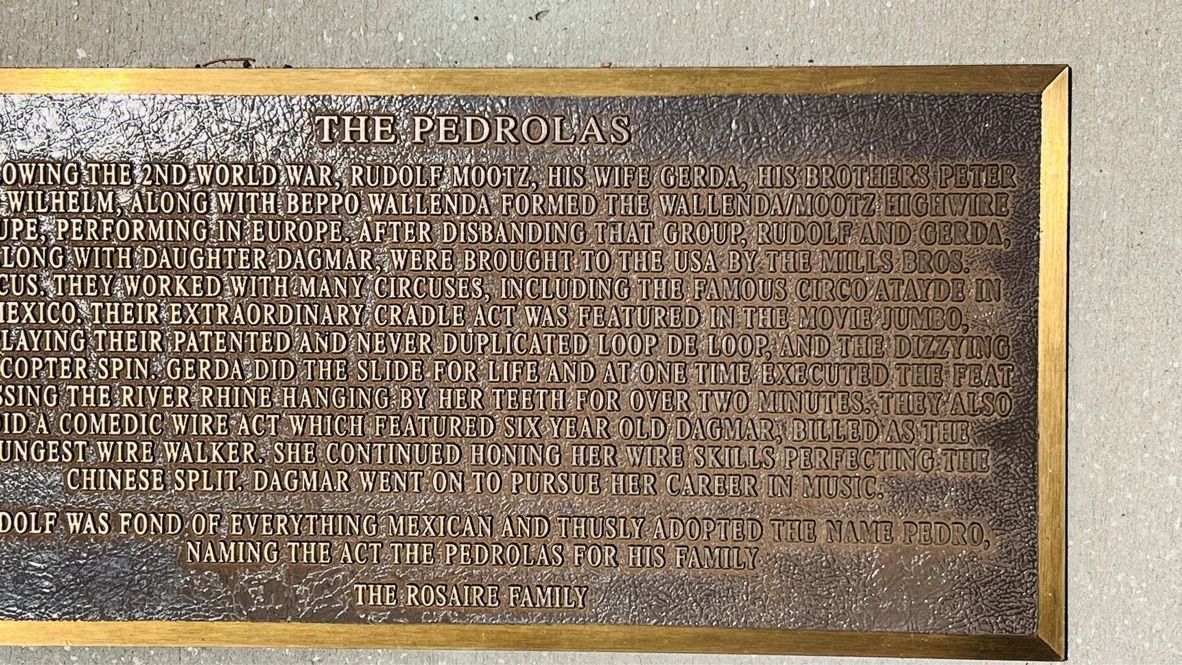 THE PEDROLAS
OWING THE 2ND WORLD WAR, RUDOLF MOOTZ, HIS WIFE GERDA, HIS BROTHERS PETER
WILHELM, ALONG WITH BEPPO WALLENDA FORMED THE WALLENDA/MOOTZ HIGHWIRE
UPE, PERFORMING IN EUROPE. AFTER DISBANDING THAT GROUP, RUDOLF AND GERDA,
LONG WITH DAUGHTER DAGMAR, WERE BROUGHT TO THE USA BY THE MILLS BROS.
CUS. THEY WORKED WITH MANY CIRCUSES, INCLUDING THE FAMOUS CIRCO ATAYDE IN
MEXICO. THEIR EXTRAORDINARY CRADLE ACT WAS FEATURED IN THE MOVIE JUMBO,
LAYING THEIR PATENTED AND NEVER DUPLICATED LOOP DE LOOP, AND THE DIZZYING
COPTER SPIN. GERDA DID THE SLIDE FOR LIFE AND AT ONE TIME EXECUTED THE FEAT
SSING THE RIVER RHINE HANGING BY HER TEETH FOR OVER TWO MINUTES. THEY ALSO
ID A COMEDIC WIRE ACT WHICH FEATURED SIX YEAR OLD DAGMAR, BILLED AS THE
UNGEST WIRE WALKER. SHE CONTINUED HONING HER WIRE SKILLS PERFECTING THE
CHINESE SPLIT. DAGMAR WENT ON TO PURSUE HER CAREER IN MUSIC.
DOLF WAS FOND OF EVERYTHING MEXICAN AND THUSLY ADOPTED THE NAME PEDRO,
NAMING THE ACT THE PEDROLAS FOR HIS FAMILY
THE ROSAIRE FAMILY